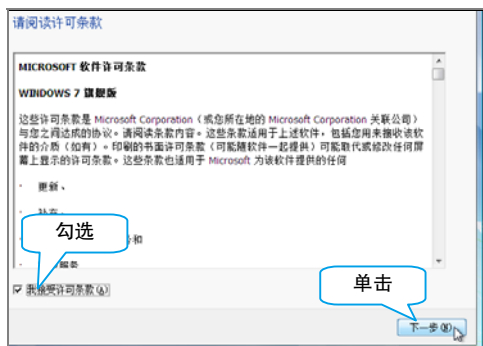 请阅读许可条款
MICROSOFT 软件许可条款
WINDOWS 7 旗舰版
这些许可条款是 Microsoft Corporation（或您所在地的 Microsoft Corporation 关联公司）
与您之间达成的协议。请阅读条款内容。这些条款适用于上述软件，包括您用来接收该软
件的介质（如有）。印刷的书面许可条款（可能随软件一起提供）可能取代或修改任何屏
幕上显示的许可条款。这些条款也适用于 Microsoft 为该软件提供的任何
· 更新、
· 补充、
和
服务
勾选
我接受许可条款(A)
单击
下一步(N)